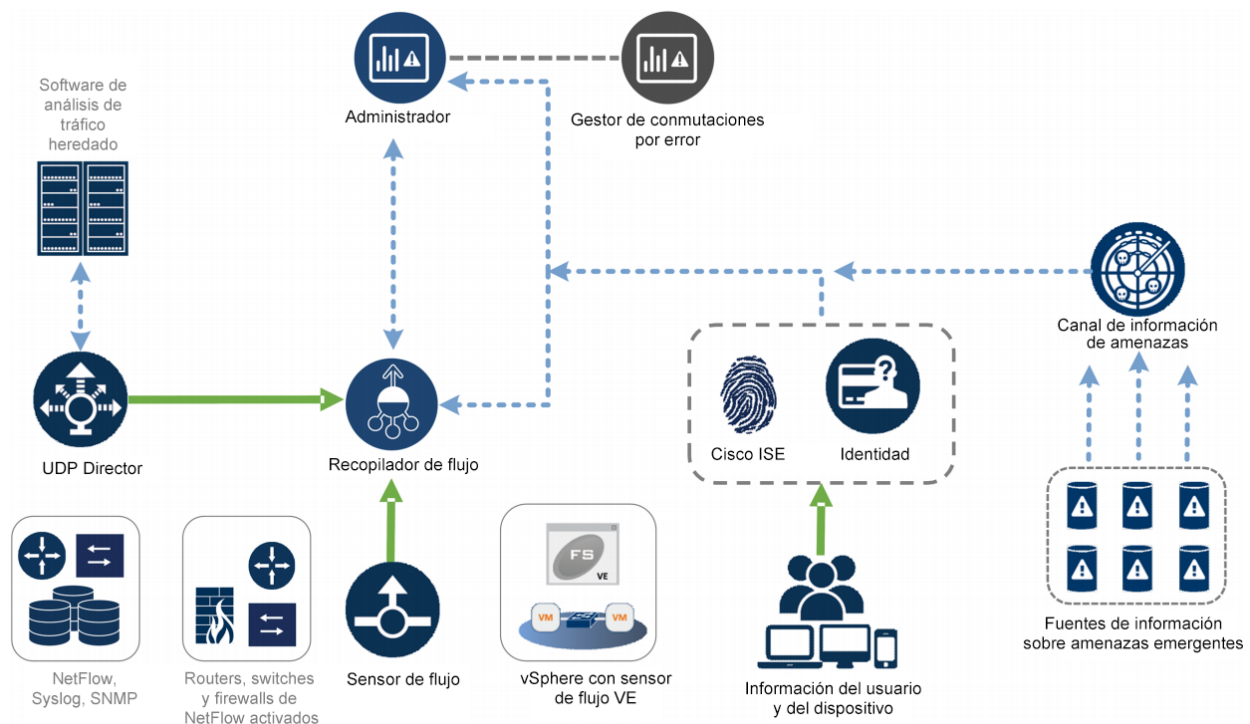 Software de
análisis de
tráfico
heredado
Administrador
Gestor de conmutaciones
por error
Canal de información
de amenazas
UDP Director
Recopilador de flujo
Cisco ISE
?
Identidad
FS
VE
VM
FS
VM
NetFlow,
Syslog, SNMP
Routers, switches
y firewalls de
NetFlow activados
Sensor de flujo
vSphere con sensor
de flujo VE
Información del usuario
y del dispositivo
Fuentes de información
sobre amenazas emergentes